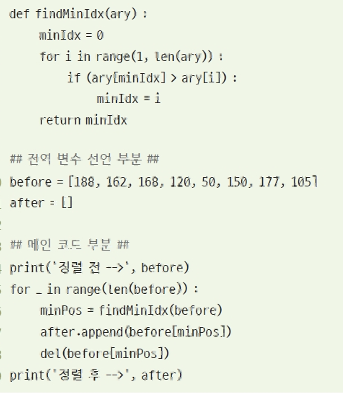 def findMinIdx(ary) :
    minIdx = 0
    for i in range(1, len(ary)) :
        if (ary[minIdx] > ary[i]) :
            minIdx = i
    return minIdx
## 전역 변수 선언 부분 ##
before = [188, 162, 168, 120, 50, 150, 177, 105]
after = []
## 메인 코드 부분 ##
print('정렬 전 -->', before)
for _ in range(len(before)) :
    minPos = findMinIdx(before)
    after.append(before[minPos])
    del(before[minPos])
print('정렬 후 -->', after)